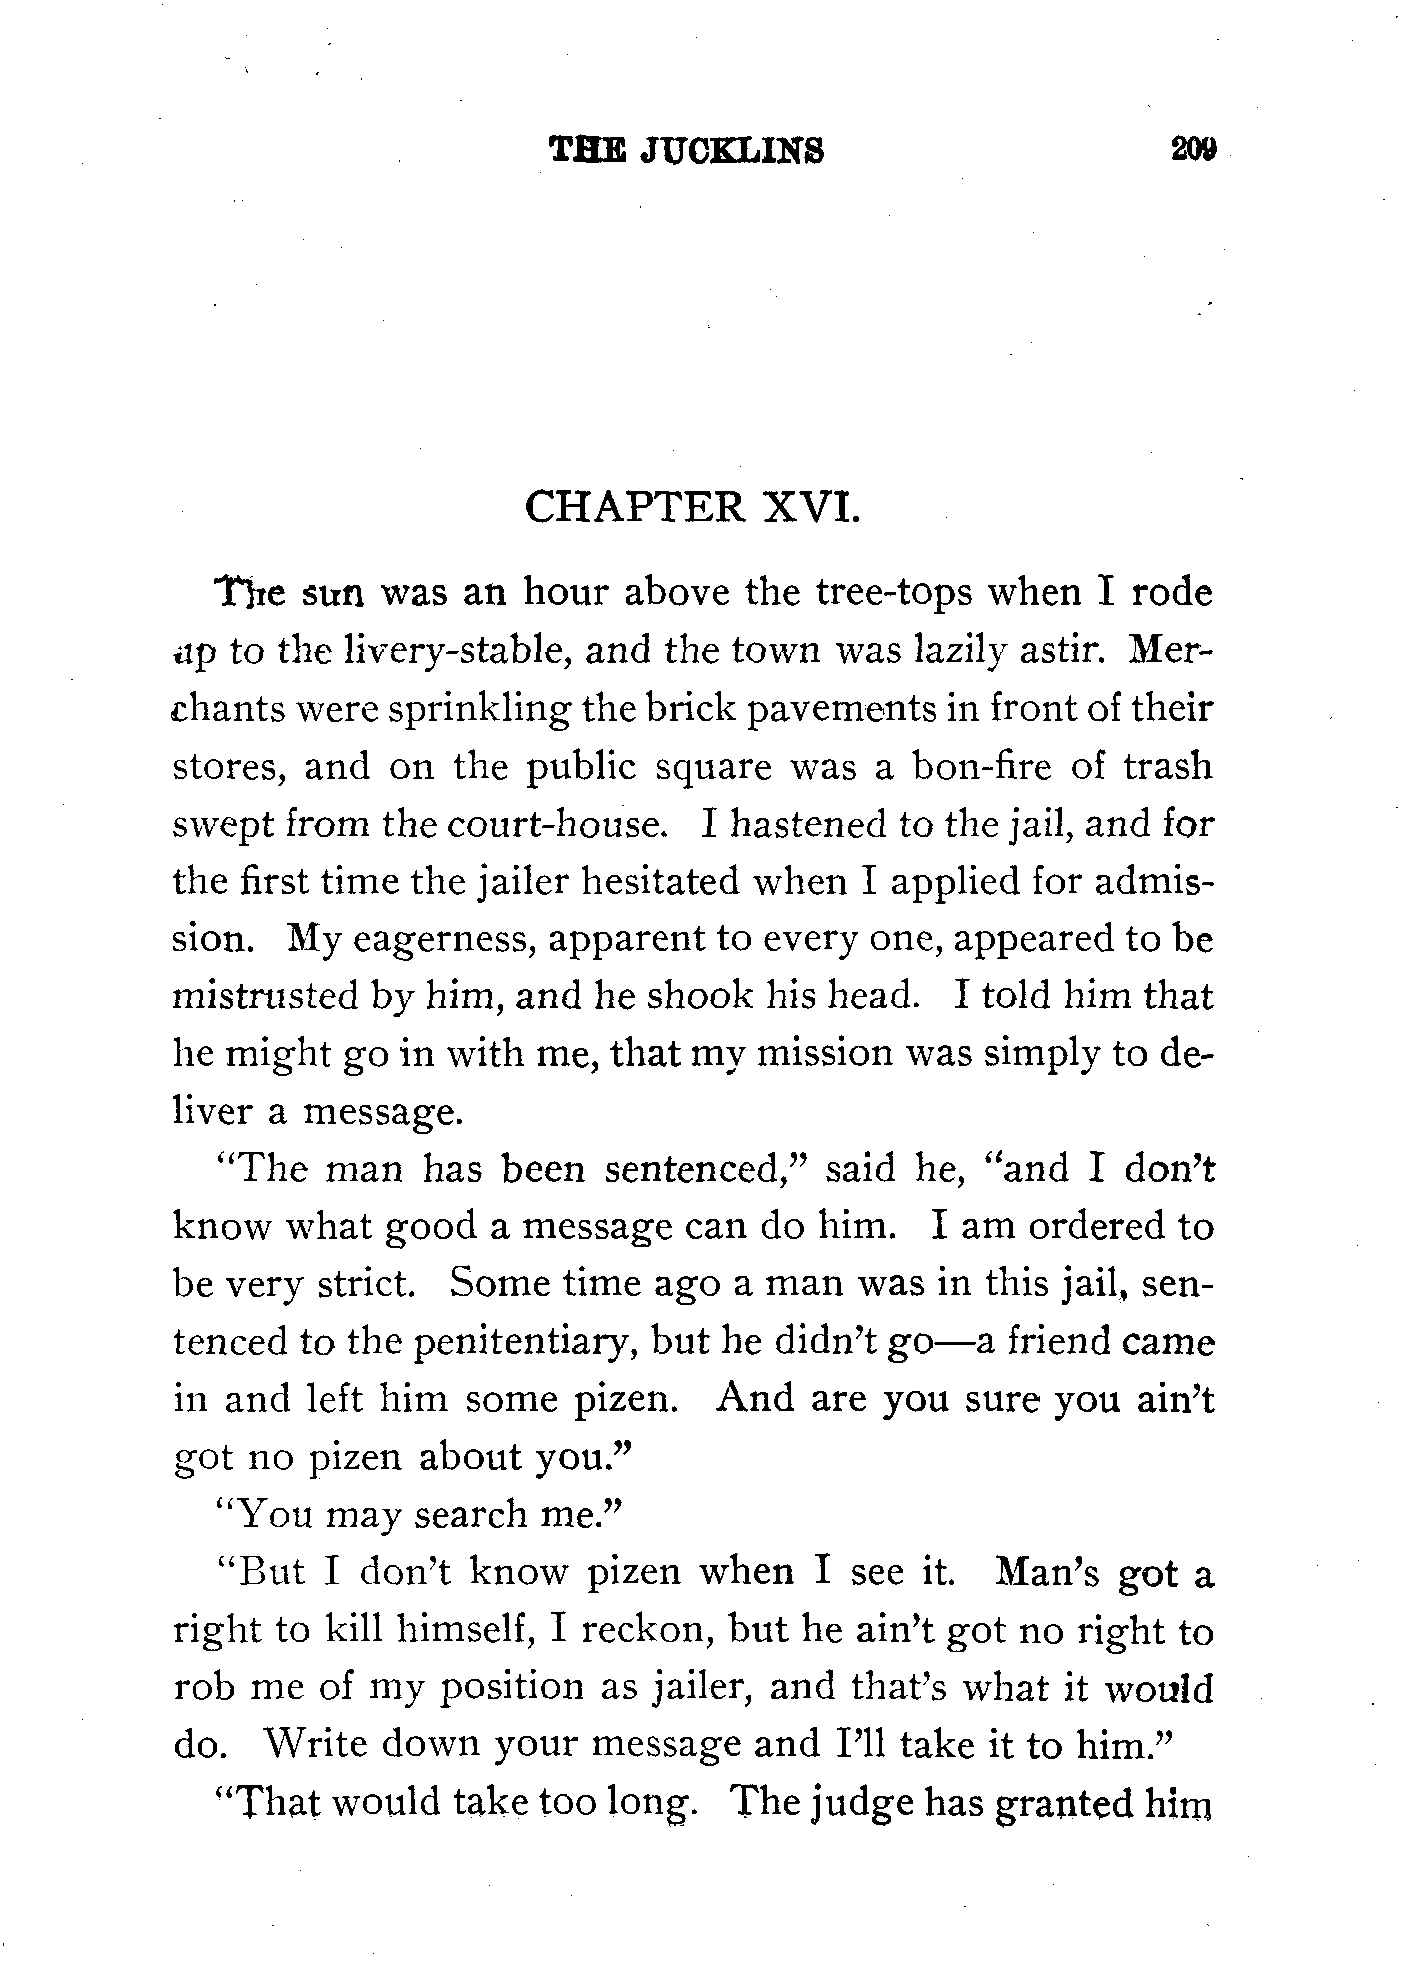 THE JUCKLINS 209
CHAPTER XVI.
The sun was an hour above the tree-tops when I rode
up to the livery-stable, and the town was lazily astir. Mer-
chants were sprinkling the brick pavements in front of their
stores, and on the public square was a bon-fire of trash
swept from the court-house. I hastened to the jail, and for
the first time the jailer hesitated when I applied for admis-
sion. My eagerness, apparent to every one, appeared to be
mistrusted by him, and he shook his head. I told him that
he might go in with me, that my mission was simply to de-
liver a message.
“The man has been sentenced,” said he, “and I don’t
know what good a message can do him. I am ordered to
be very strict. Some time ago a man was in this jail, sen-
tenced to the penitentiary, but he didn’t go—a friend came
in and left him some pizen. And are you sure you ain’t
got no pizen about you.”
“You may search me.”
“But I don’t know pizen when I see it. Man’s got a
right to kill himself, I reckon, but he ain’t got no right to
rob me of my position as jailer, and that’s what it would
do. Write down your message and I’ll take it to him.”
“That would take too long. The judge has granted him